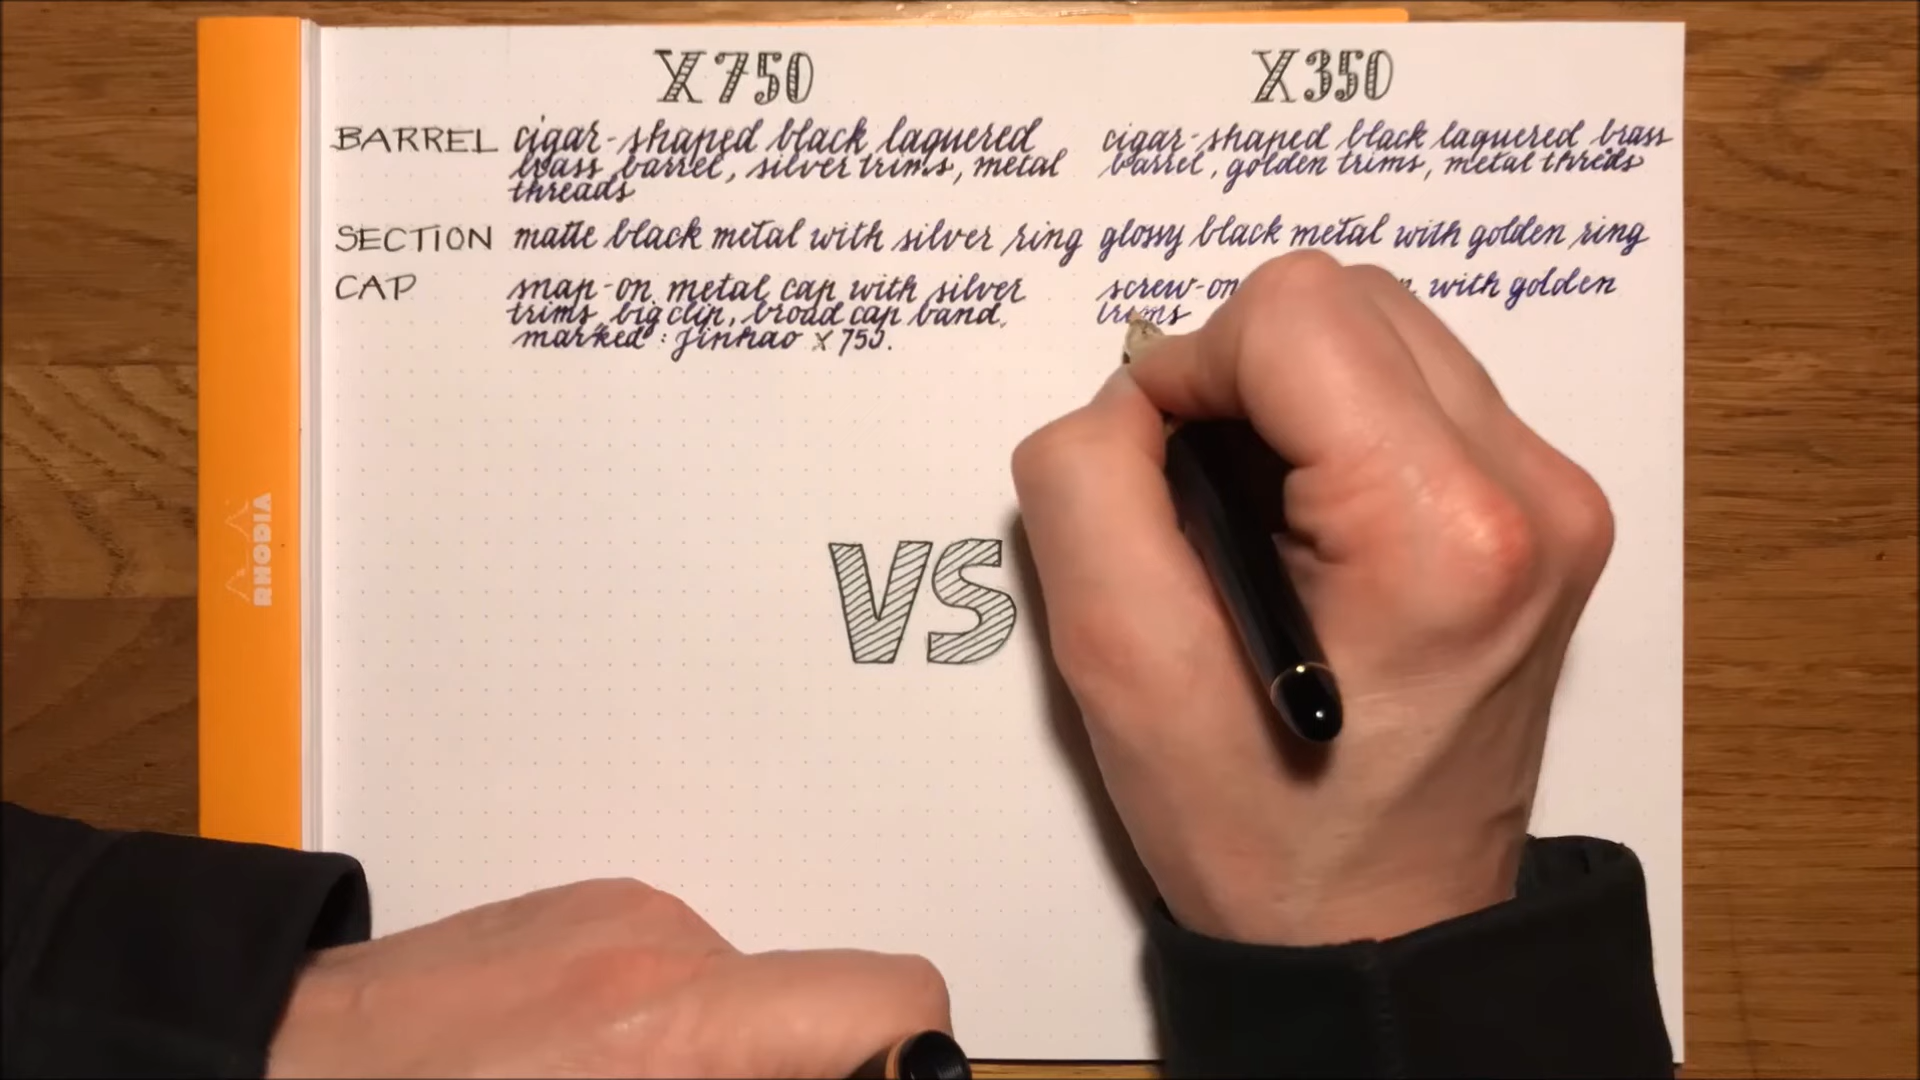 X750 X350
BARREL cigar-shaped black laquered cigar-shaped black laquered brass
brass barrel, silver trims, metal barrel, golden trims, metal threds
threads
SECTION matte black metal with silver ring glossy black metal with golden ring
CAP snap-on metal cap with silver screw-on with golden
trims, big clip, broad cap band, trims
marked: Jinhao x 750.
VS
RHODIA